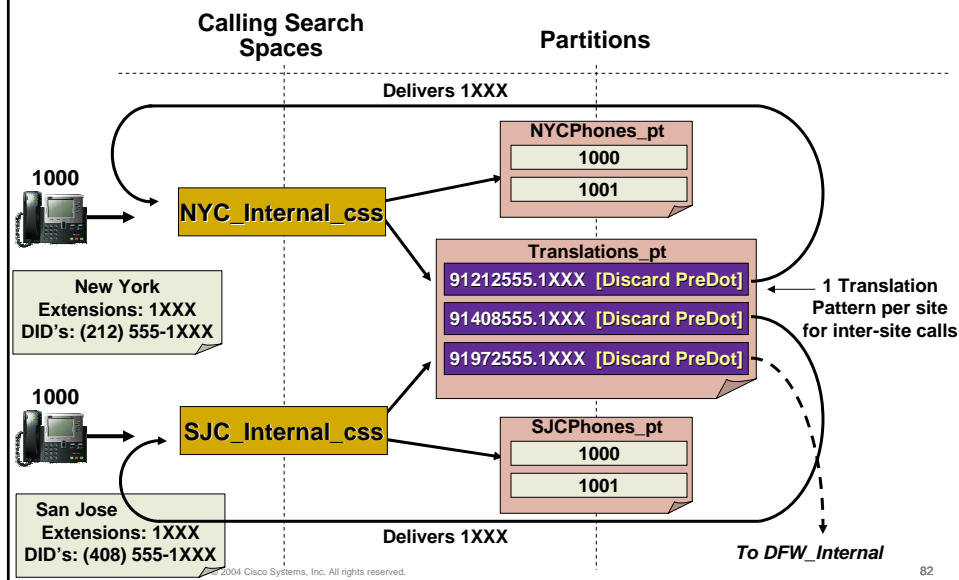 Calling Search
Spaces
Partitions
Delivers 1XXX
NYCPhones_pt
1000
1001
1000
NYC_Internal_css
Translations_pt
91212555.1XXX [Discard PreDot]
91408555.1XXX [Discard PreDot]
91972555.1XXX [Discard PreDot]
1 Translation
Pattern per site
for inter-site calls
New York
Extensions: 1XXX
DID's: (212) 555-1XXX
1000
SJC_Internal_css
SJCPhones_pt
1000
1001
San Jose
Extensions: 1XXX
DID's: (408) 555-1XXX
Delivers 1XXX
To DFW_Internal
2004 Cisco Systems, Inc. All rights reserved.
82